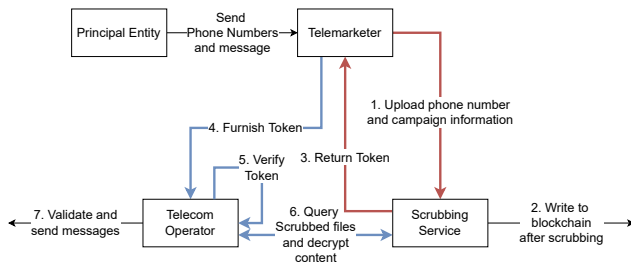 Send
Principal Entity
Phone Numbers
and message
Telemarketer
1. Upload phone number
and campaign information
4. Furnish Token
3. Return Token
5. Verify
Token
Telecom
Operator
6. Query
Scrubbed files
and decrypt
content
Scrubbing
Service
2. Write to
blockchain
after scrubbing
7. Validate and
send messages